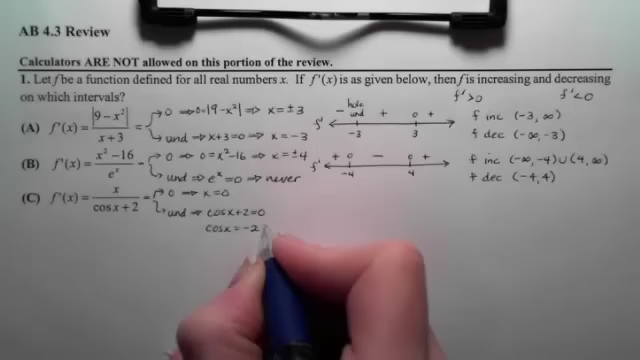 AB 4.3 Review
Calculators ARE NOT allowed on this portion of the review.
1. Let f be a function defined for all real numbers x. If f'(x) is as given below, then f is increasing and decreasing
on which intervals?
f'>0 f'<0
(A) f'(x) = |9 − x²| / x + 3 =
0 ⇒ 0=|9−x²| ⇒ x=±3
und ⇒ x+3=0 ⇒ x=−3
f' − hole und + 0 +
−3 3
f inc (−3, ∞)
f dec (−∞, −3)
(B) f'(x) = x² − 16 / eˣ =
0 ⇒ 0=x²−16 ⇒ x=±4
und ⇒ eˣ=0 ⇒ never
f' + 0 − 0 +
−4 4
f inc (−∞, −4) ∪ (4, ∞)
f dec (−4, 4)
(C) f'(x) = x / cos x + 2 =
0 ⇒ x=0
und ⇒ cosx+2=0
cosx=−2